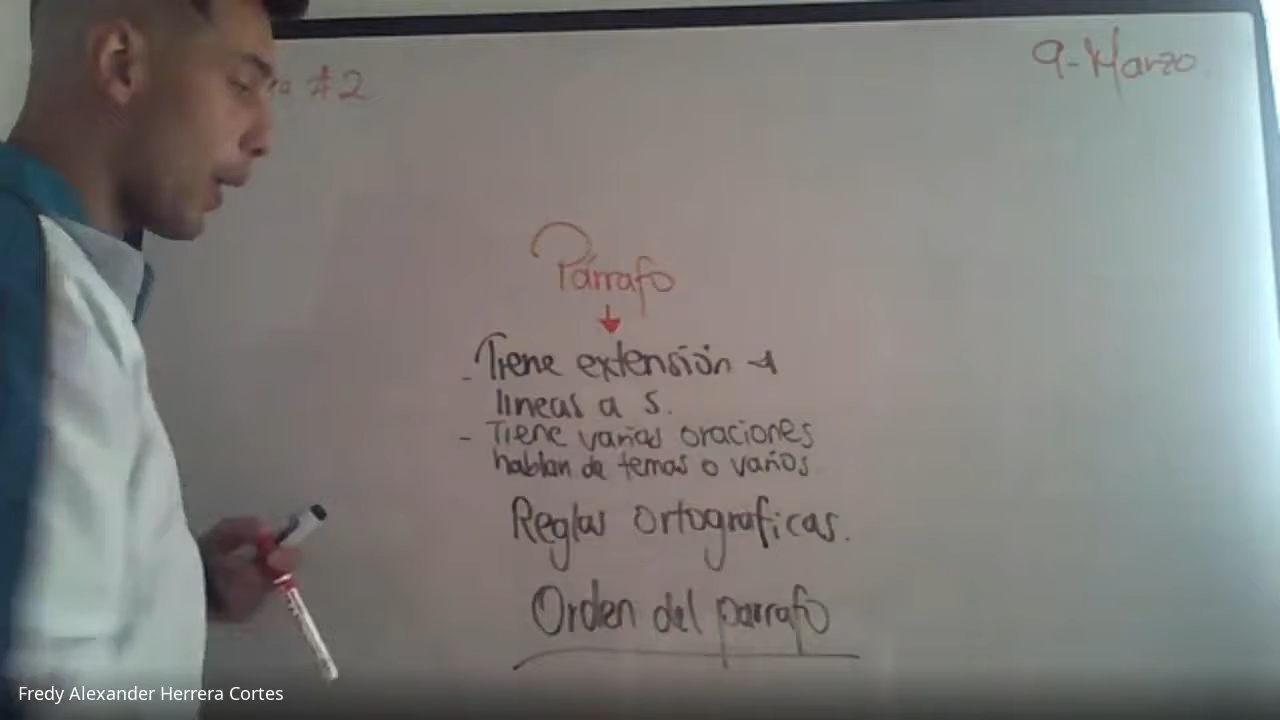 #2
9-Marzo.
Párrafo
- Tiene extensión 4
lineas a 5.
- Tiene varias oraciones
hablan de temas o varios
Reglas ortograficas.
Orden del parrafo
Fredy Alexander Herrera Cortes